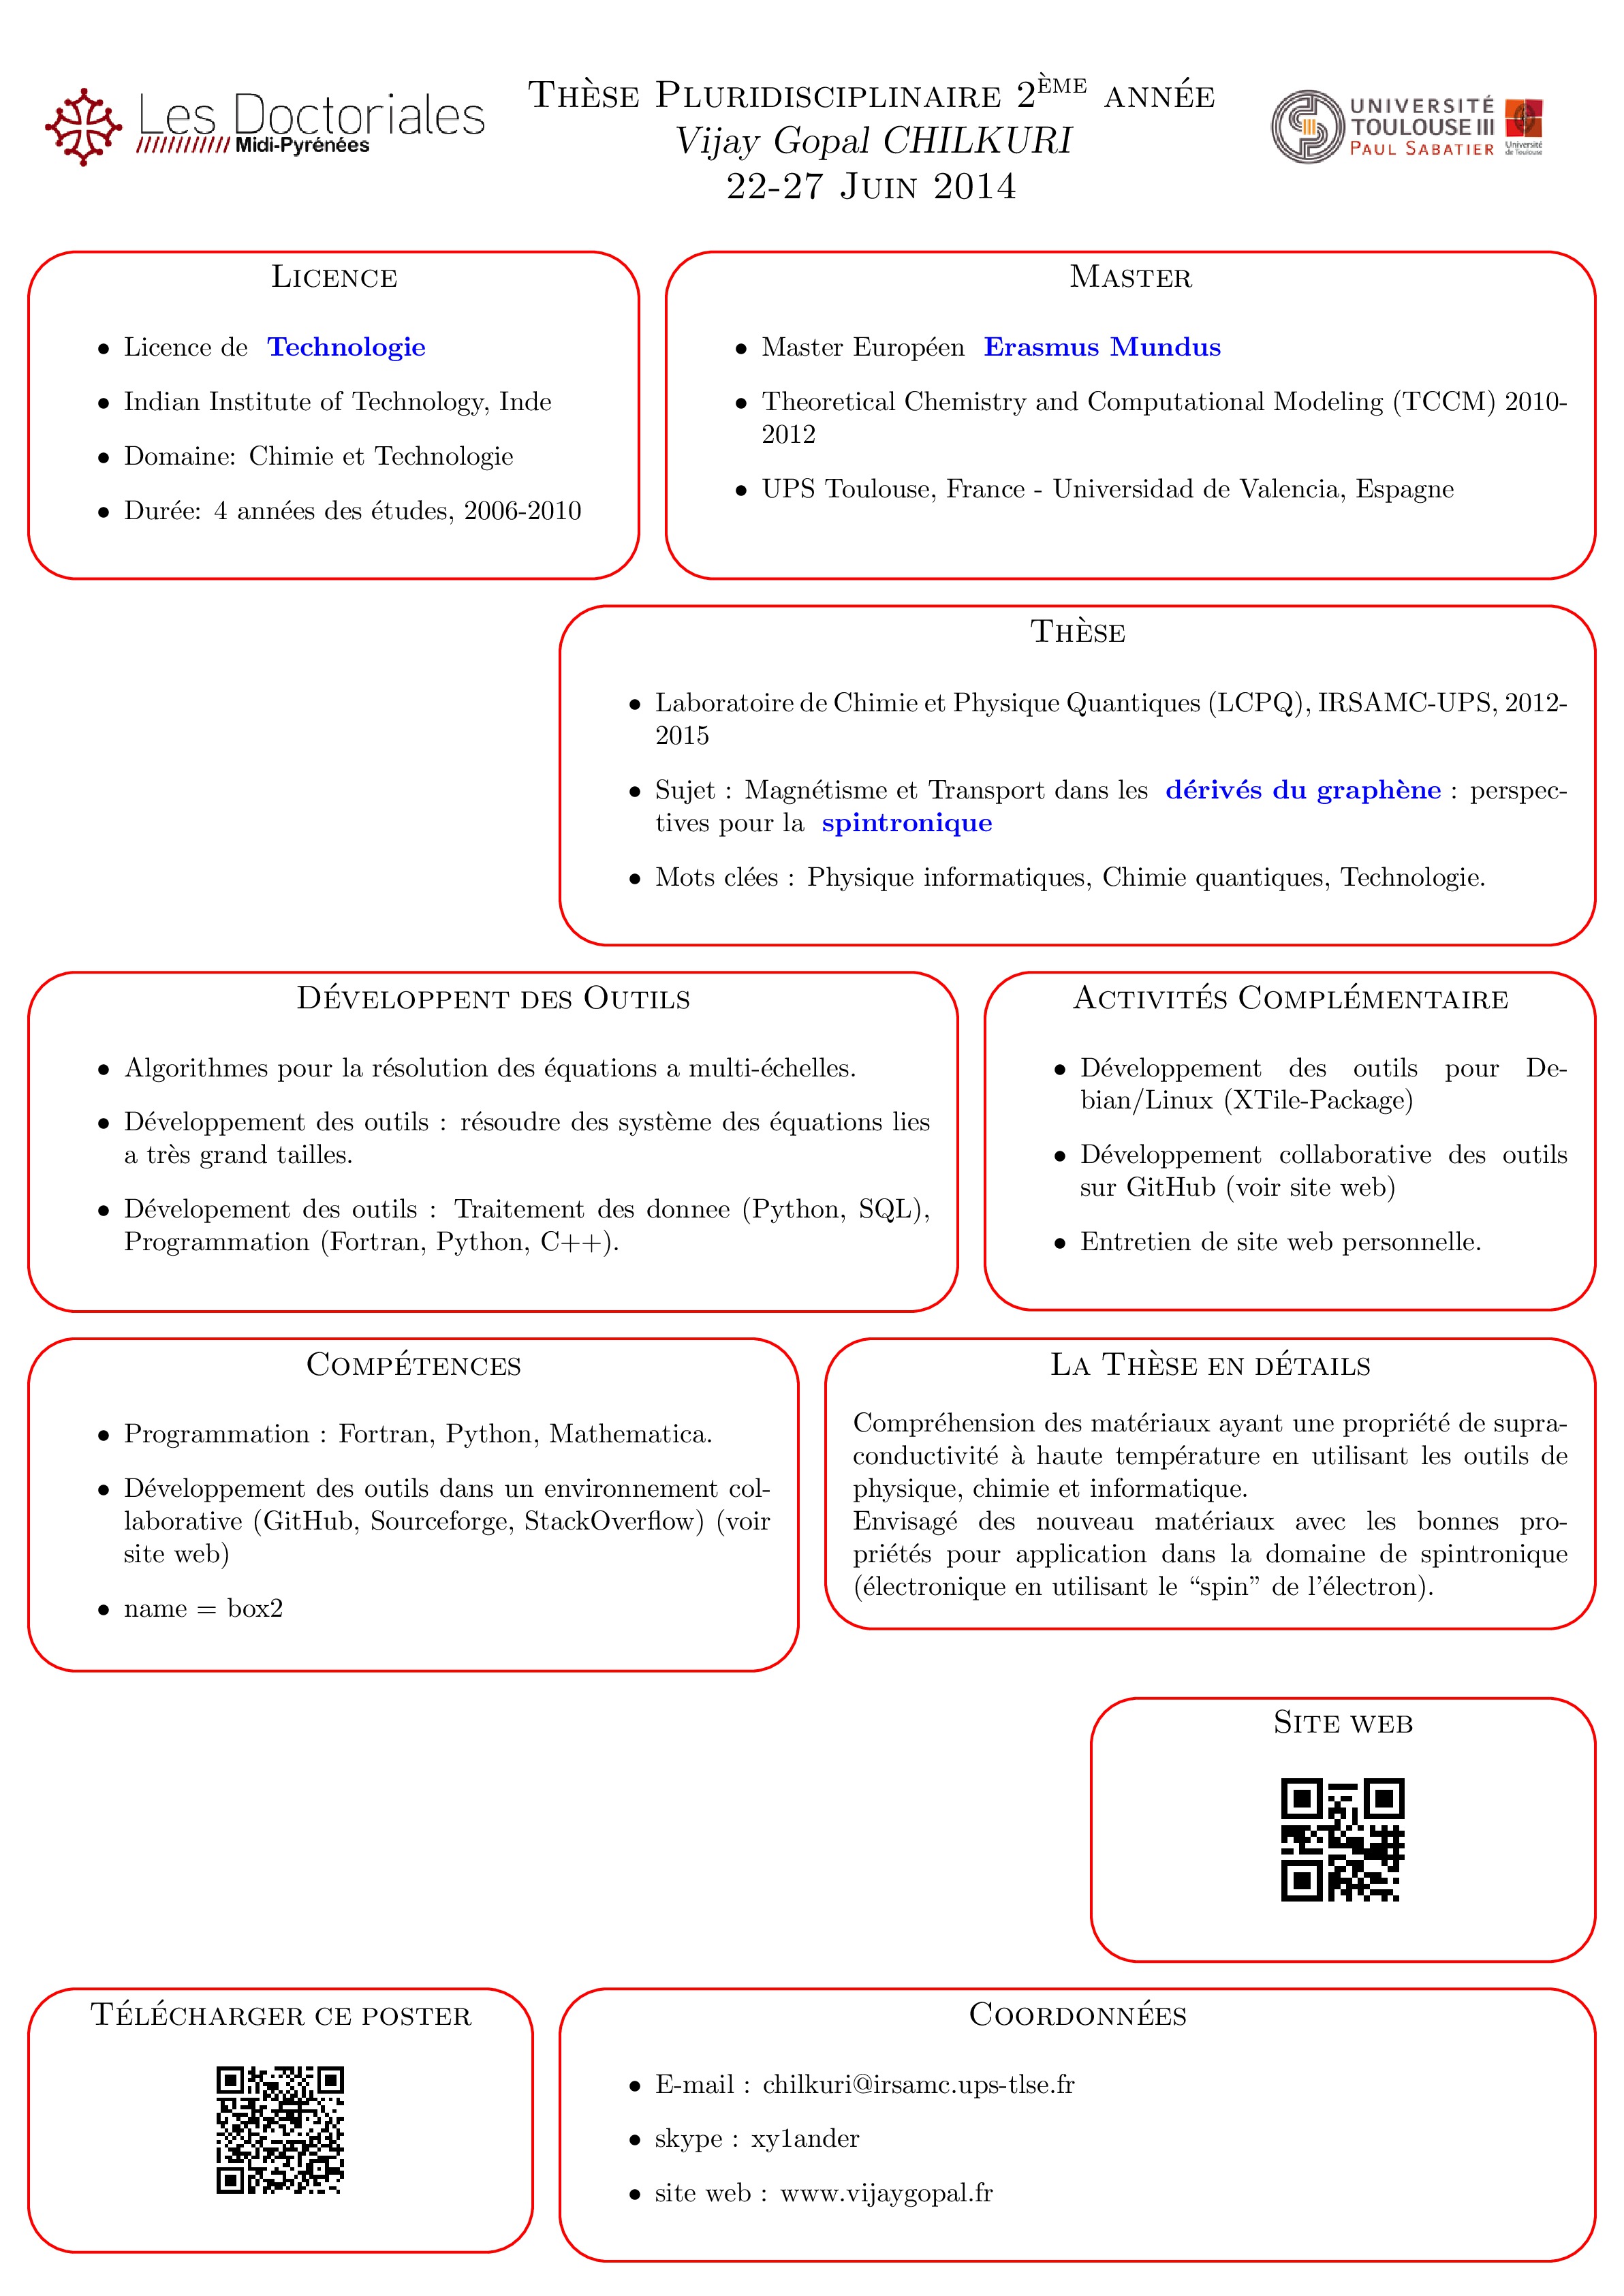 Les Doctoriales
Midi-Pyrénées
Thèse Pluridisciplinaire 2ème année
Vijay Gopal CHILKURI
22-27 Juin 2014
UNIVERSITÉ
TOULOUSE III
PAUL SABATIER
Université
de Toulouse
Licence
• Licence de Technologie
• Indian Institute of Technology, Inde
• Domaine: Chimie et Technologie
• Durée: 4 années des études, 2006-2010
Master
• Master Européen Erasmus Mundus
• Theoretical Chemistry and Computational Modeling (TCCM) 2010-
2012
• UPS Toulouse, France - Universidad de Valencia, Espagne
Thèse
• Laboratoire de Chimie et Physique Quantiques (LCPQ), IRSAMC-UPS, 2012-
2015
• Sujet : Magnétisme et Transport dans les dérivés du graphène : perspec-
tives pour la spintronique
• Mots clées : Physique informatiques, Chimie quantiques, Technologie.
Développent des Outils
• Algorithmes pour la résolution des équations a multi-échelles.
• Développement des outils : résoudre des système des équations lies
a très grand tailles.
• Dévelopement des outils : Traitement des donnee (Python, SQL),
Programmation (Fortran, Python, C++).
Activités Complémentaire
• Développement des outils pour De-
bian/Linux (XTile-Package)
• Développement collaborative des outils
sur GitHub (voir site web)
• Entretien de site web personnelle.
Compétences
• Programmation : Fortran, Python, Mathematica.
• Développement des outils dans un environnement col-
laborative (GitHub, Sourceforge, StackOverflow) (voir
site web)
• name = box2
La Thèse en détails
Compréhension des matériaux ayant une propriété de supra-
conductivité à haute température en utilisant les outils de
physique, chimie et informatique.
Envisagé des nouveau matériaux avec les bonnes pro-
priétés pour application dans la domaine de spintronique
(électronique en utilisant le “spin” de l’électron).
Site web
Télécharger ce poster
Coordonnées
• E-mail : chilkuri@irsamc.ups-tlse.fr
• skype : xy1ander
• site web : www.vijaygopal.fr